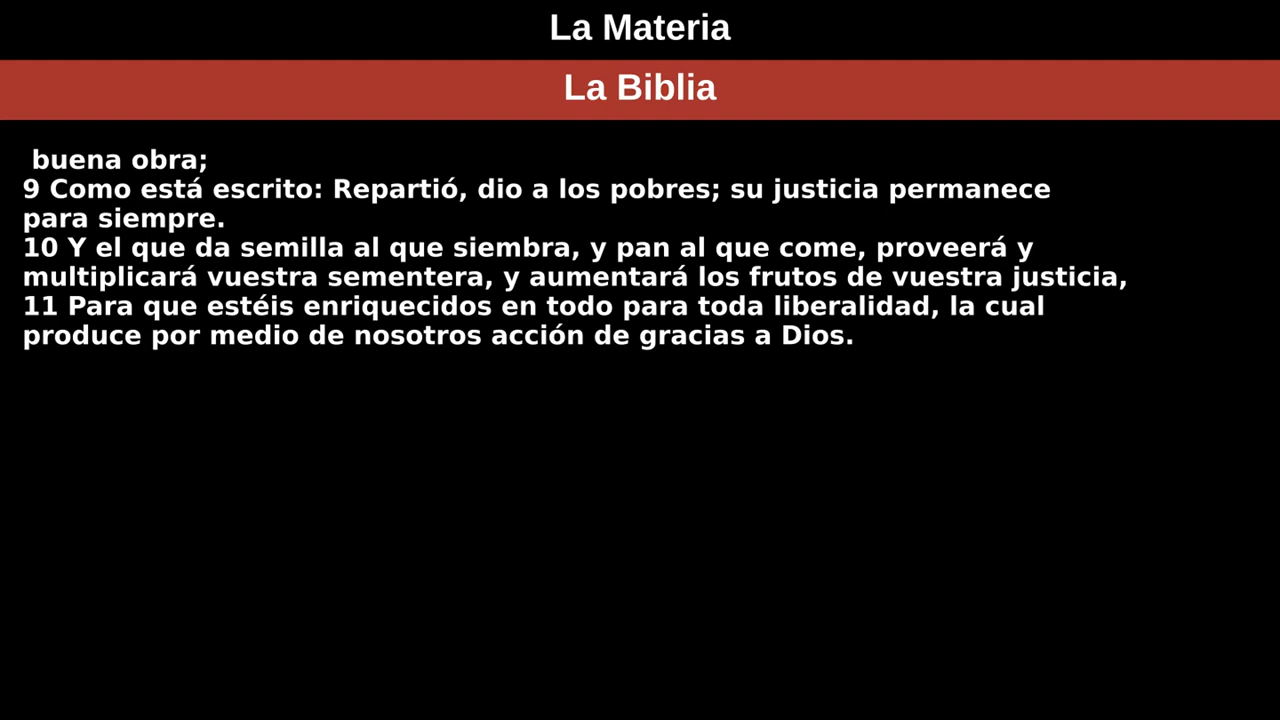 La Materia
La Biblia
buena obra;
9 Como está escrito: Repartió, dio a los pobres; su justicia permanece
para siempre.
10 Y el que da semilla al que siembra, y pan al que come, proveerá y
multiplicará vuestra sementera, y aumentará los frutos de vuestra justicia,
11 Para que estéis enriquecidos en todo para toda liberalidad, la cual
produce por medio de nosotros acción de gracias a Dios.